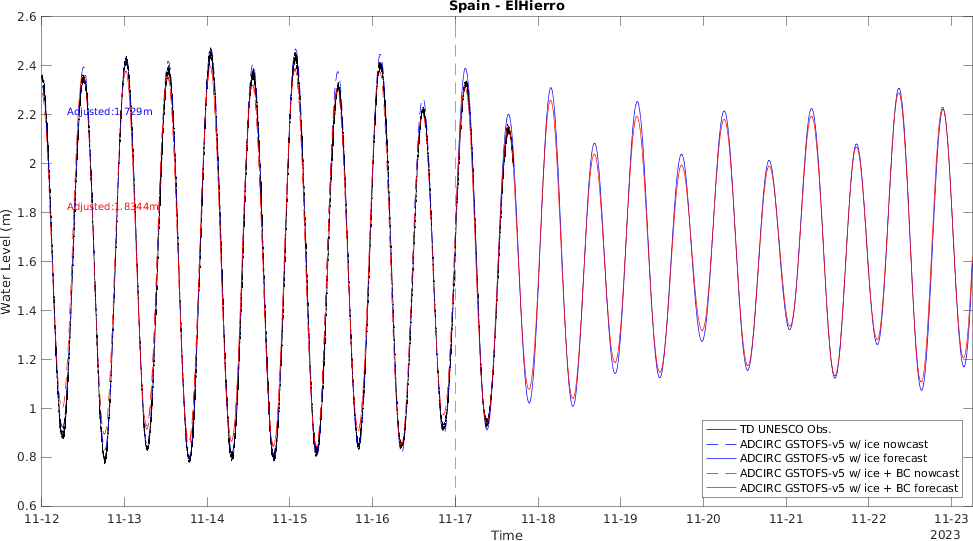 Spain - ElHierro
2.6
2.4
2.2
2
1.8
1.6
1.4
1.2
1
0.8
0.6
Water Level (m)
Adjusted:1.729m
Adjusted:1.8344m
TD UNESCO Obs.
ADCIRC GSTOFS-v5 w/ ice nowcast
ADCIRC GSTOFS-v5 w/ ice forecast
ADCIRC GSTOFS-v5 w/ ice + BC nowcast
ADCIRC GSTOFS-v5 w/ ice + BC forecast
11-12 11-13 11-14 11-15 11-16 11-17 11-18 11-19 11-20 11-21 11-22 11-23
Time
2023